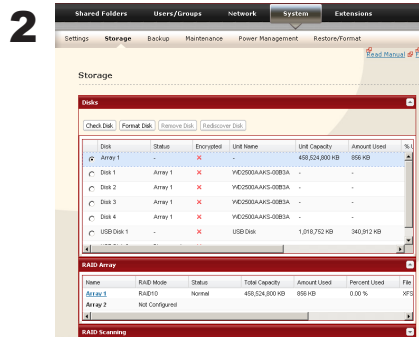 2
Shared Folders Users/Groups Network System Extensions
Settings Storage Backup Maintenance Power Management Restore/Format
Read Manual
Storage
Disks
Check Disk Format Disk Remove Disk Rediscover Disk
Disk Status Encrypted Unit Name Unit Capacity Amount Used % U
Array 1 - - 458,524,800 KB 856 KB
Disk 1 Array 1 WD2500AAKS-00B3A - -
Disk 2 Array 1 WD2500AAKS-00B3A - -
Disk 3 Array 1 WD2500AAKS-00B3A - -
Disk 4 Array 1 WD2500AAKS-00B3A - -
USB Disk 1 - USB Disk 1,018,752 KB 340,912 KB
RAID Array
Name RAID Mode Status Total Capacity Amount Used Percent Used File
Array 1 RAID10 Normal 458,524,800 KB 856 KB 0.00 % XFS
Array 2 Not Configured
RAID Scanning